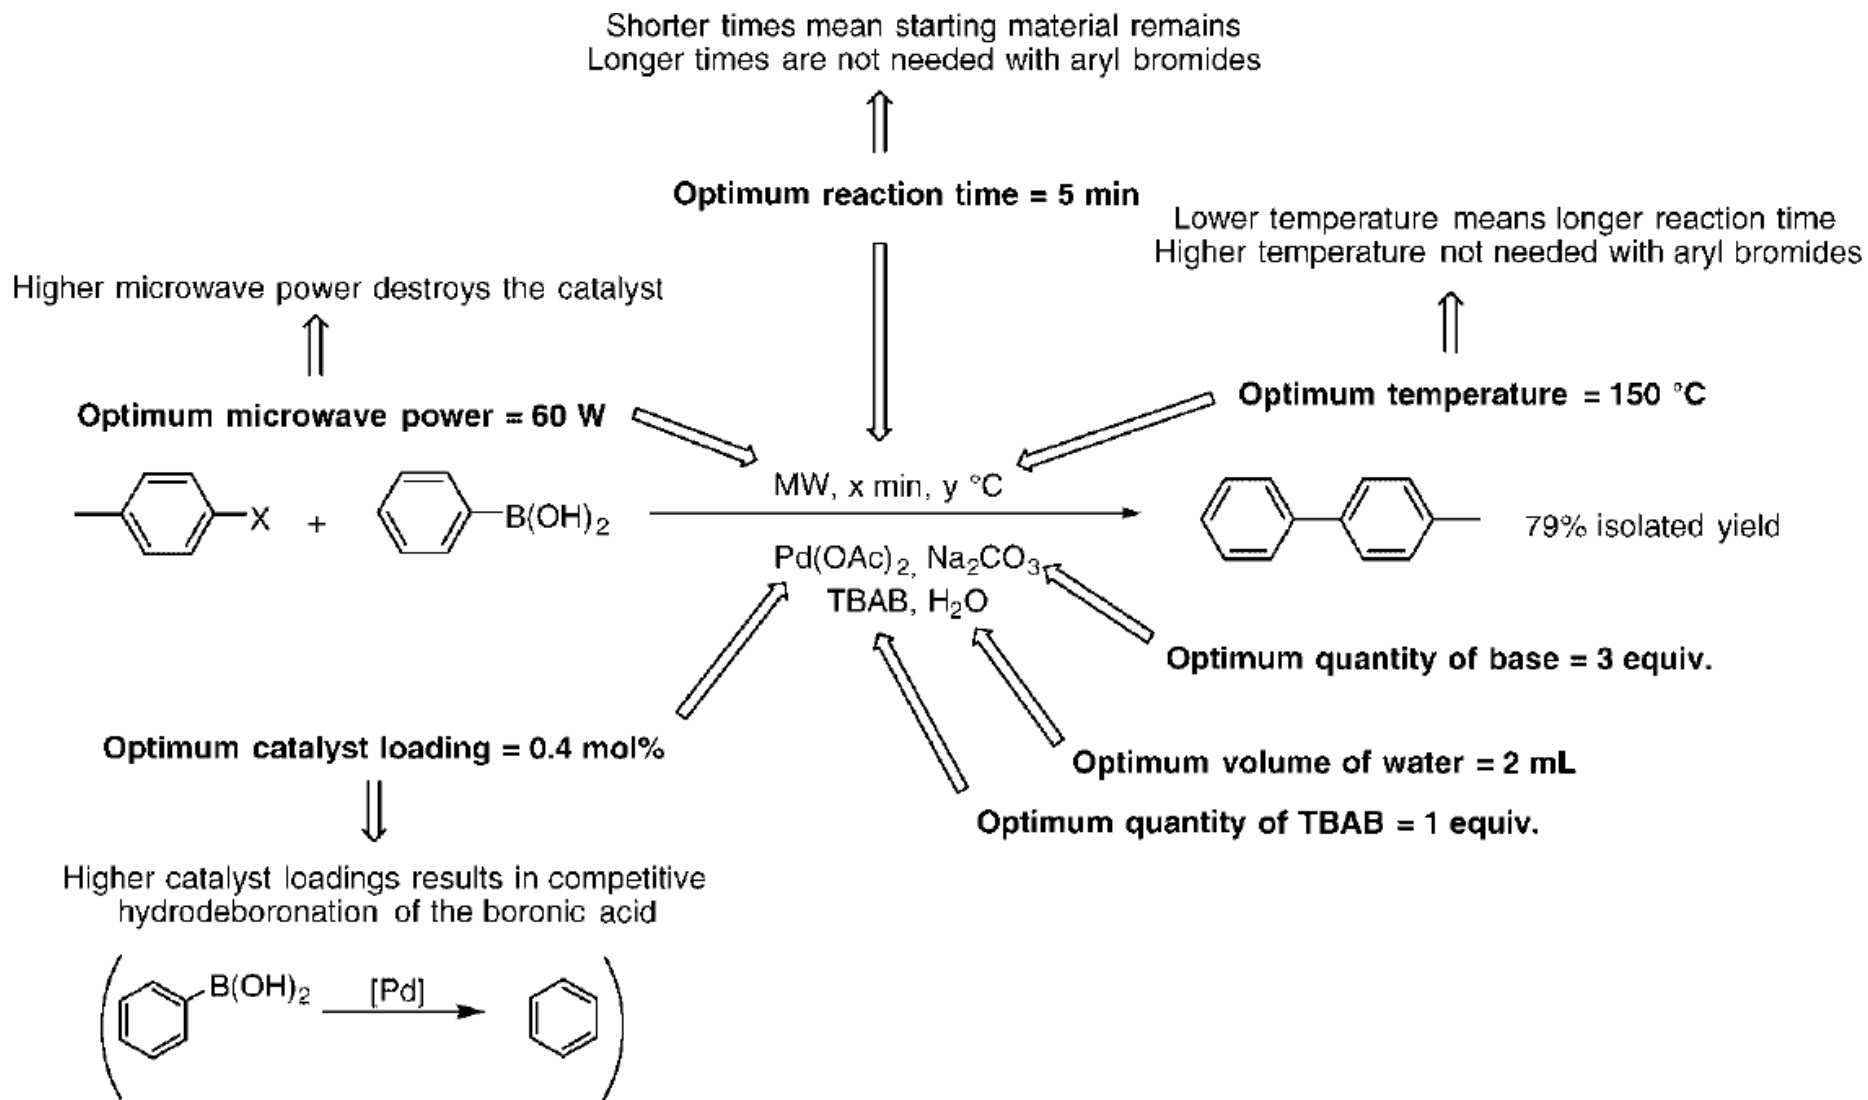 Shorter times mean starting material remains
Longer times are not needed with aryl bromides
Optimum reaction time = 5 min
Lower temperature means longer reaction time
Higher temperature not needed with aryl bromides
Higher microwave power destroys the catalyst
Optimum temperature = 150 °C
Optimum microwave power = 60 W
MW, x min, y °C
X + B(OH)₂
79% isolated yield
Pd(OAc)₂, Na₂CO₃
TBAB, H₂O
Optimum quantity of base = 3 equiv.
Optimum catalyst loading = 0.4 mol%
Optimum volume of water = 2 mL
Optimum quantity of TBAB = 1 equiv.
Higher catalyst loadings results in competitive
hydrodeboronation of the boronic acid
B(OH)₂ [Pd]